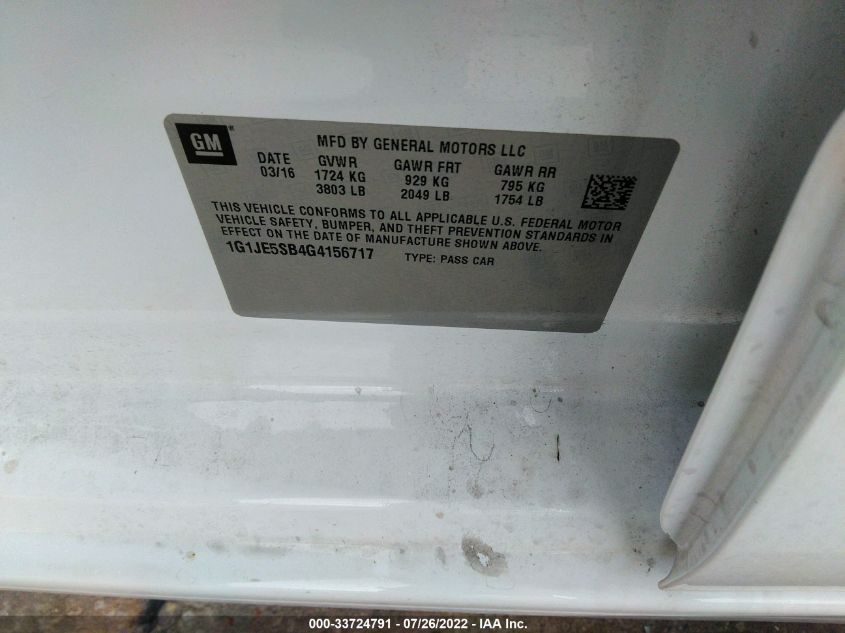 GM
MFD BY GENERAL MOTORS LLC
DATE GVWR GAWR FRT GAWR RR
03/16 1724 KG 929 KG 795 KG
3803 LB 2049 LB 1754 LB
THIS VEHICLE CONFORMS TO ALL APPLICABLE U.S. FEDERAL MOTOR
VEHICLE SAFETY, BUMPER, AND THEFT PREVENTION STANDARDS IN
EFFECT ON THE DATE OF MANUFACTURE SHOWN ABOVE.
1G1JE5SB4G4156717 TYPE: PASS CAR
000-33724791 - 07/26/2022 - IAA Inc.